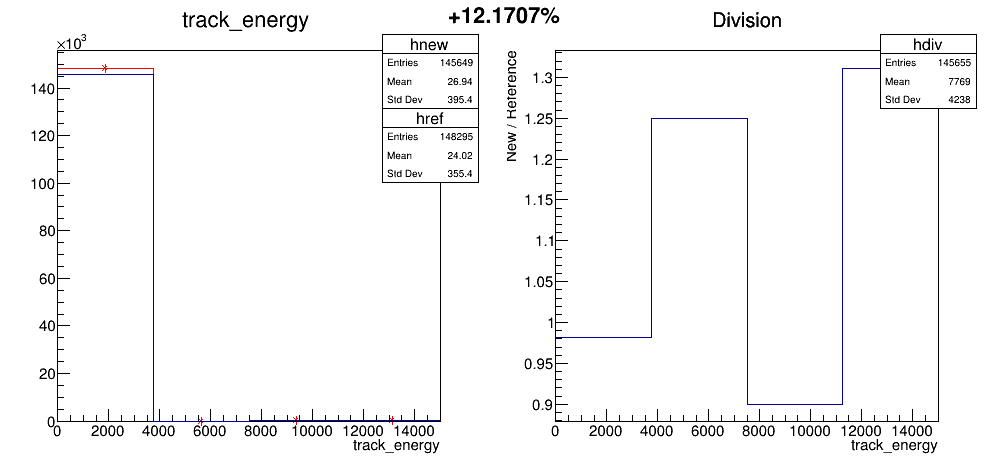 +12.1707%
track_energy
×10³
140
120
100
80
60
40
20
0
0 2000 4000 6000 8000 10000 12000 14000
track_energy
hnew
Entries 145649
Mean 26.94
Std Dev 395.4
href
Entries 148295
Mean 24.02
Std Dev 355.4
Division
New / Reference
1.3
1.25
1.2
1.15
1.1
1.05
1
0.95
0.9
0 2000 4000 6000 8000 10000 12000 14000
track_energy
hdiv
Entries 145655
Mean 7769
Std Dev 4238